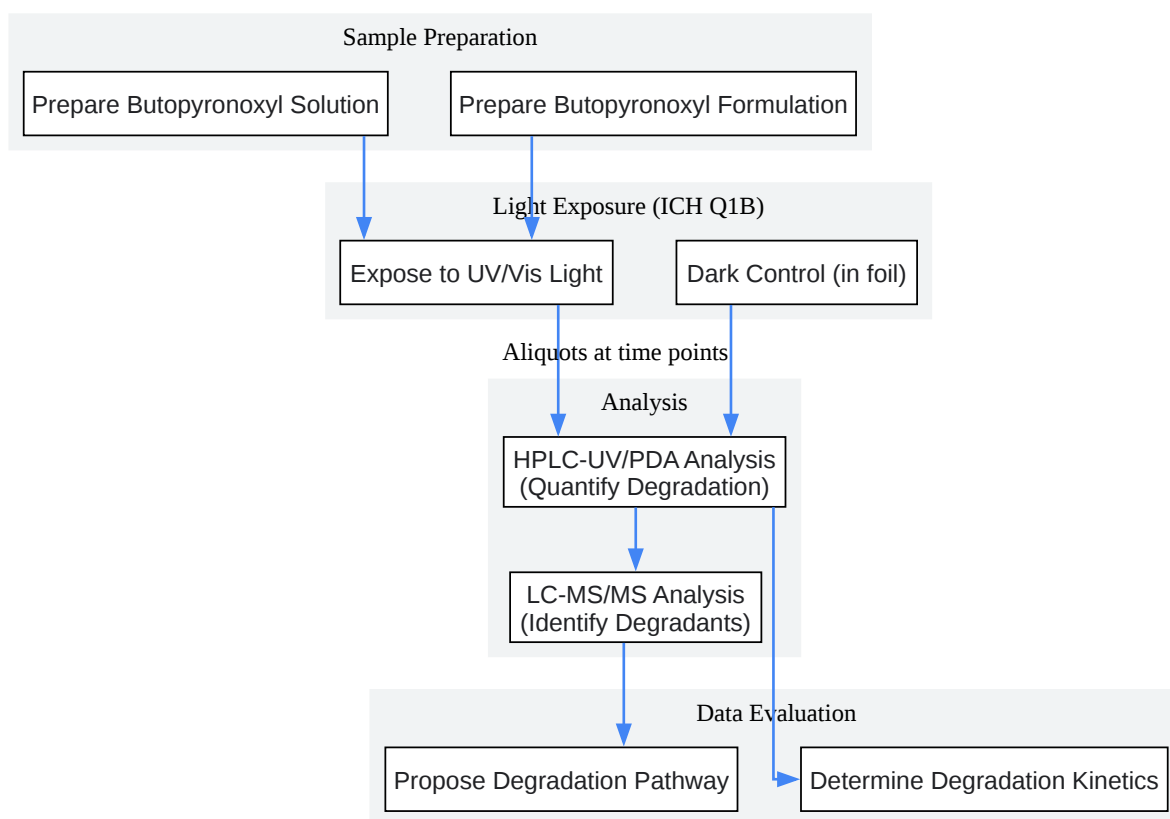 Sample Preparation
Prepare Butopyronoxyl Solution
Prepare Butopyronoxyl Formulation
Light Exposure (ICH Q1B)
Expose to UV/Vis Light
Dark Control (in foil)
Aliquots at time points
Analysis
HPLC-UV/PDA Analysis
(Quantify Degradation)
LC-MS/MS Analysis
(Identify Degradants)
Data Evaluation
Propose Degradation Pathway
Determine Degradation Kinetics